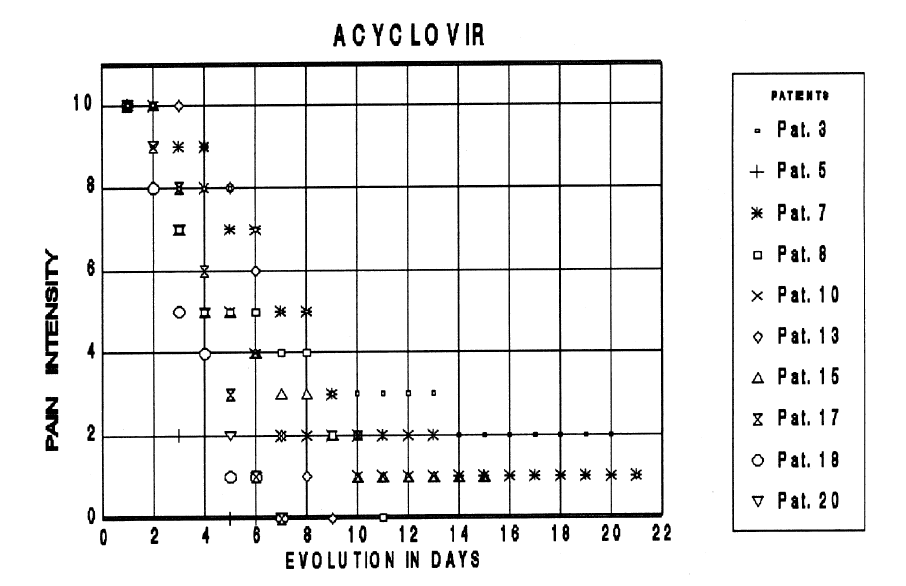 ACYCLOVIR
PAIN INTENSITY
10
8
6
4
2
0
0 2 4 6 8 10 12 14 16 18 20 22
EVOLUTION IN DAYS
PATIENTS
Pat. 3
Pat. 5
Pat. 7
Pat. 8
Pat. 10
Pat. 13
Pat. 15
Pat. 17
Pat. 18
Pat. 20